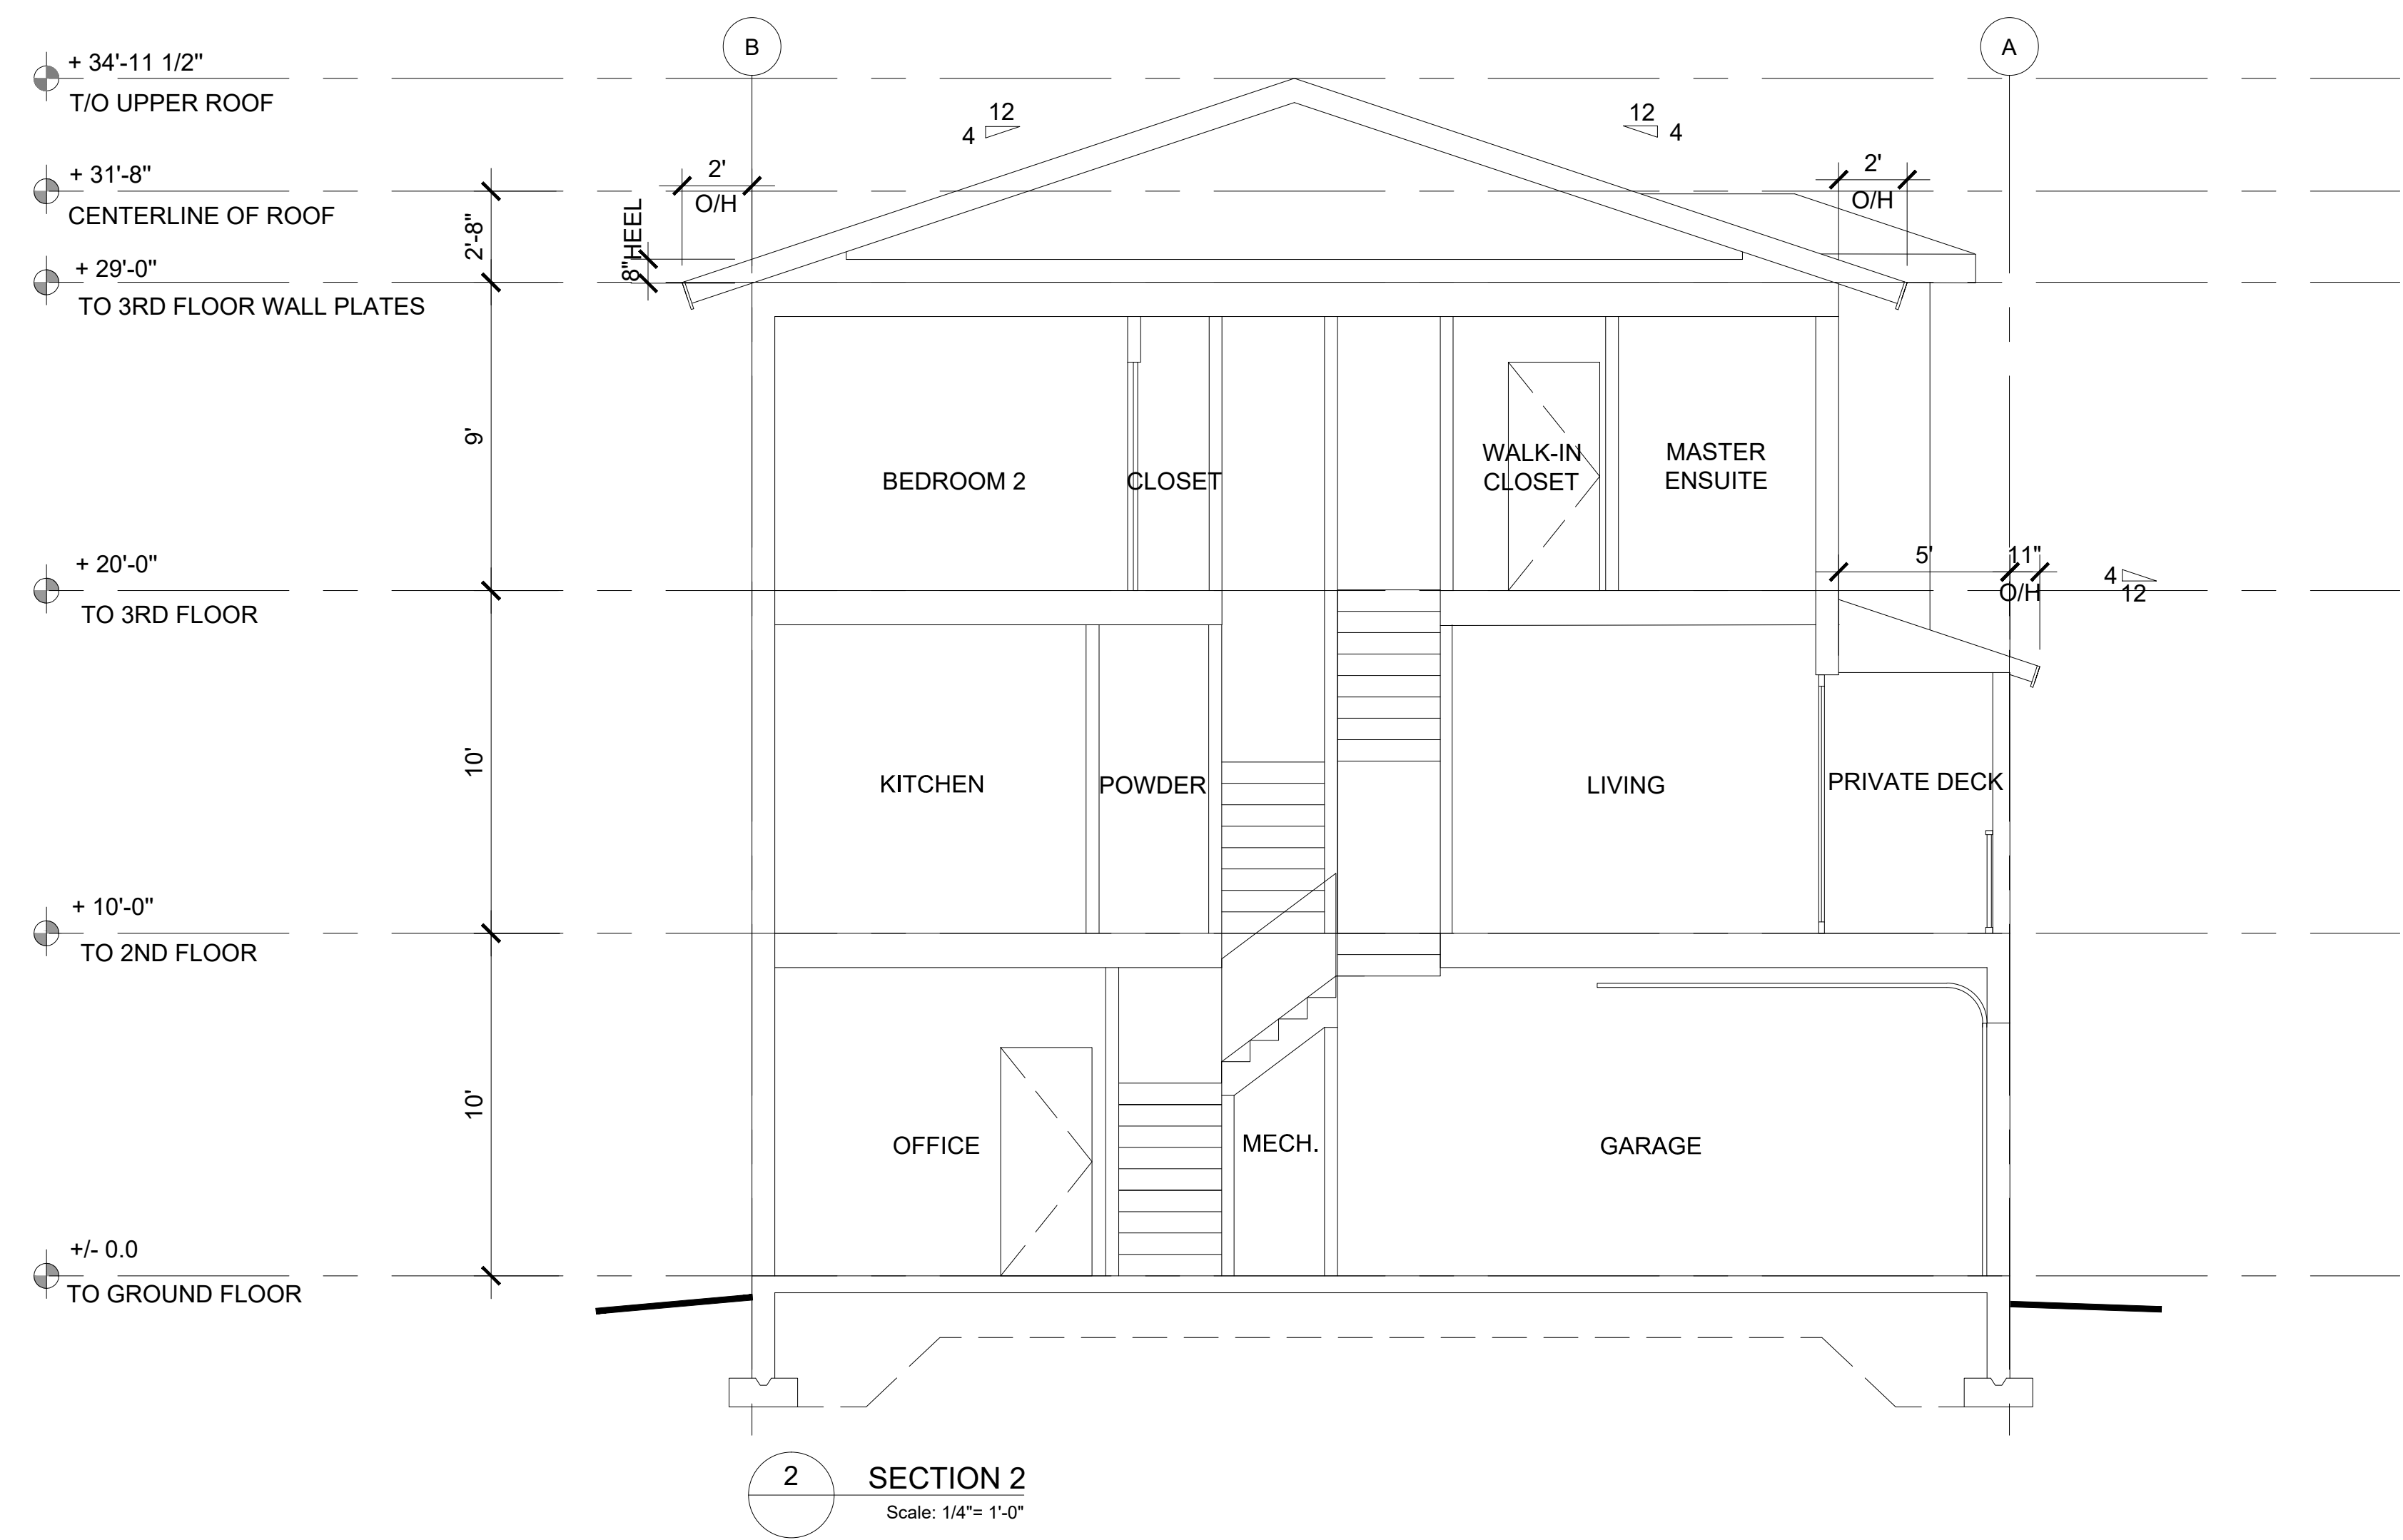 B
A
+ 34'-11 1/2"
T/O UPPER ROOF
12
4
12
4
+ 31'-8"
CENTERLINE OF ROOF
2'
O/H
2'
O/H
2'-8"
8"HEEL
+ 29'-0"
TO 3RD FLOOR WALL PLATES
9'
BEDROOM 2
CLOSET
WALK-IN
CLOSET
MASTER
ENSUITE
5'
11"
O/H
4
12
+ 20'-0"
TO 3RD FLOOR
10'
KITCHEN
POWDER
LIVING
PRIVATE DECK
+ 10'-0"
TO 2ND FLOOR
10'
OFFICE
MECH.
GARAGE
+/- 0.0
TO GROUND FLOOR
2
SECTION 2
Scale: 1/4"= 1'-0"